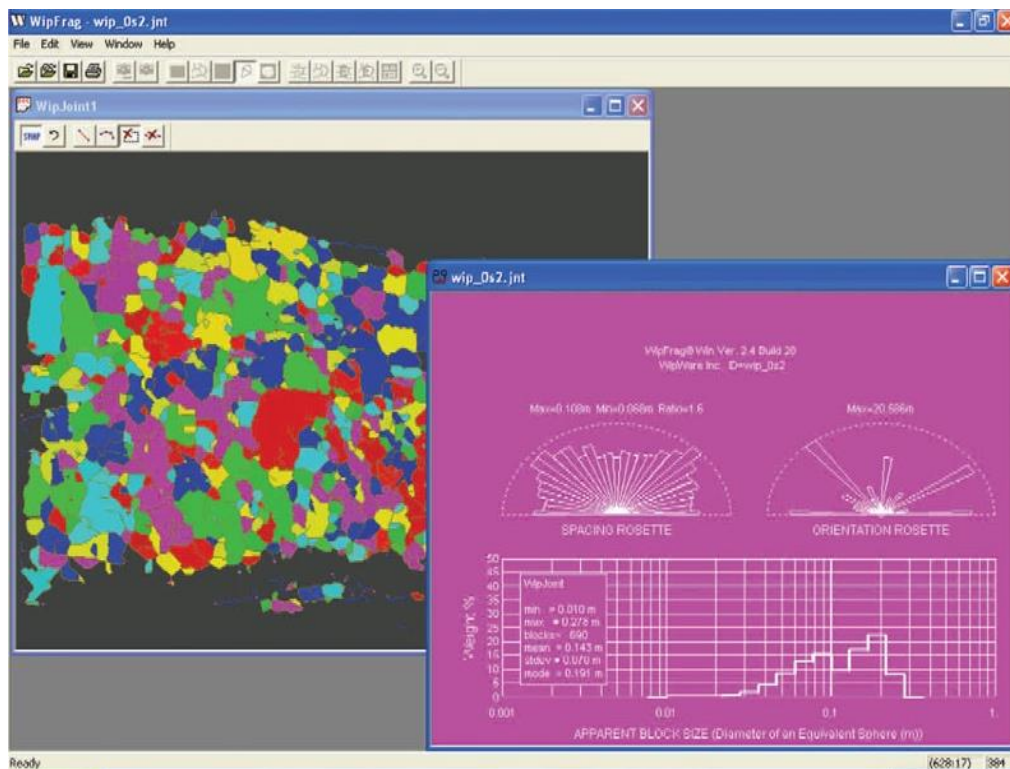 WipFrag - wip_0s2.jnt
File Edit View Window Help
WipJoint1
SNAP
wip_0s2.jnt
WipFrag®Win Ver. 2.4 Build 20
WipWare Inc. ID=wip_0s2
Max=0.108m Min=0.068m Ratio=1.6
Max=20.586m
SPACING ROSETTE
ORIENTATION ROSETTE
50
45
40
35
30
25
20
15
10
5
0
Weight %
WipJoint
min = 0.010 m
max = 0.278 m
blocks= 690
mean = 0.143 m
stdev = 0.070 m
mode = 0.191 m
0.001 0.01 0.1 1.
APPARENT BLOCK SIZE (Diameter of an Equivalent Sphere (m))
Ready
(628:17) 384